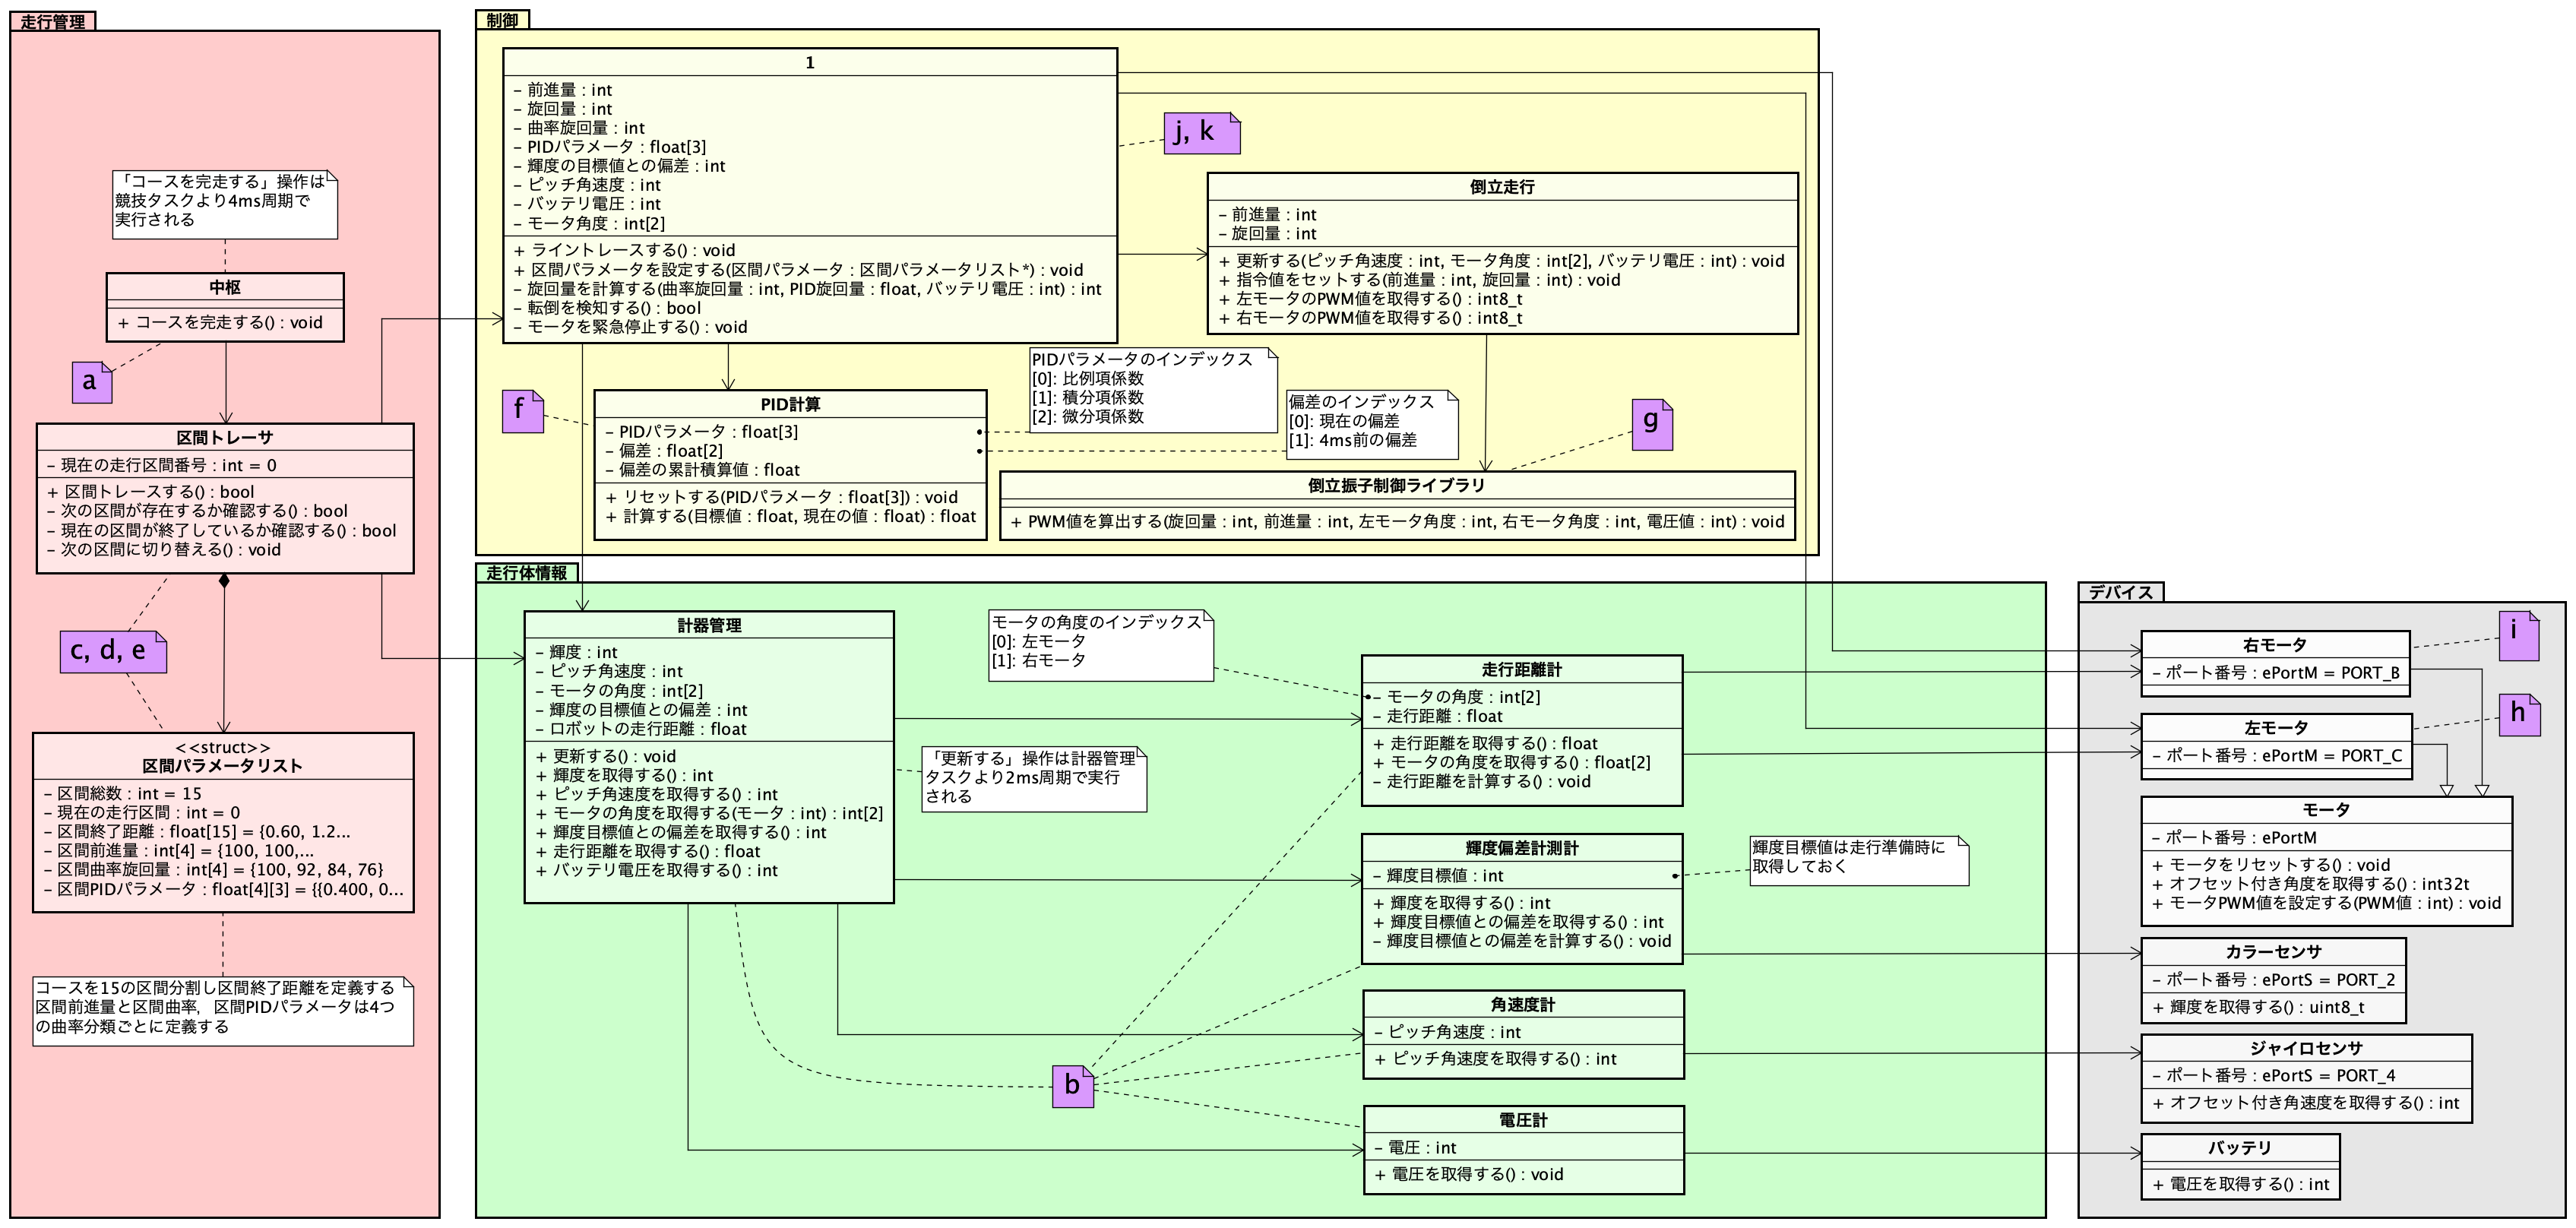 走行管理
「コースを完走する」操作は
競技タスクより4ms周期で
実行される
中枢
+ コースを完走する() : void
a
区間トレーサ
– 現在の走行区間番号 : int = 0
+ 区間トレースする() : bool
– 次の区間が存在するか確認する() : bool
– 現在の区間が終了しているか確認する() : bool
– 次の区間に切り替える() : void
c, d, e
<<struct>>
区間パラメータリスト
– 区間総数 : int = 15
– 現在の走行区間 : int = 0
– 区間終了距離 : float[15] = {0.60, 1.2...
– 区間前進量 : int[4] = {100, 100,...
– 区間曲率旋回量 : int[4] = {100, 92, 84, 76}
– 区間PIDパラメータ : float[4][3] = {{0.400, 0...
コースを15の区間分割し区間終了距離を定義する
区間前進量と区間曲率, 区間PIDパラメータは4つ
の曲率分類ごとに定義する
制御
1
– 前進量 : int
– 旋回量 : int
– 曲率旋回量 : int
– PIDパラメータ : float[3]
– 輝度の目標値との偏差 : int
– ピッチ角速度 : int
– バッテリ電圧 : int
– モータ角度 : int[2]
+ ライントレースする() : void
+ 区間パラメータを設定する(区間パラメータ : 区間パラメータリスト*) : void
– 旋回量を計算する(曲率旋回量 : int, PID旋回量 : float, バッテリ電圧 : int) : int
– 転倒を検知する() : bool
– モータを緊急停止する() : void
j, k
倒立走行
– 前進量 : int
– 旋回量 : int
+ 更新する(ピッチ角速度 : int, モータ角度 : int[2], バッテリ電圧 : int) : void
+ 指令値をセットする(前進量 : int, 旋回量 : int) : void
+ 左モータのPWM値を取得する() : int8_t
+ 右モータのPWM値を取得する() : int8_t
PIDパラメータのインデックス
[0]: 比例項係数
[1]: 積分項係数
[2]: 微分項係数
f
PID計算
– PIDパラメータ : float[3]
– 偏差 : float[2]
– 偏差の累計積算値 : float
+ リセットする(PIDパラメータ : float[3]) : void
+ 計算する(目標値 : float, 現在の値 : float) : float
偏差のインデックス
[0]: 現在の偏差
[1]: 4ms前の偏差
g
倒立振子制御ライブラリ
+ PWM値を算出する(旋回量 : int, 前進量 : int, 左モータ角度 : int, 右モータ角度 : int, 電圧値 : int) : void
走行体情報
計器管理
– 輝度 : int
– ピッチ角速度 : int
– モータの角度 : int[2]
– 輝度の目標値との偏差 : int
– ロボットの走行距離 : float
+ 更新する() : void
+ 輝度を取得する() : int
+ ピッチ角速度を取得する() : int
+ モータの角度を取得する(モータ : int) : int[2]
+ 輝度目標値との偏差を取得する() : int
+ 走行距離を取得する() : float
+ バッテリ電圧を取得する() : int
モータの角度のインデックス
[0]: 左モータ
[1]: 右モータ
「更新する」操作は計器管理
タスクより2ms周期で実行
される
走行距離計
– モータの角度 : int[2]
– 走行距離 : float
+ 走行距離を取得する() : float
+ モータの角度を取得する() : float[2]
– 走行距離を計算する() : void
輝度偏差計測計
– 輝度目標値 : int
+ 輝度を取得する() : int
+ 輝度目標値との偏差を取得する() : int
– 輝度目標値との偏差を計算する() : void
輝度目標値は走行準備時に
取得しておく
角速度計
– ピッチ角速度 : int
+ ピッチ角速度を取得する() : int
b
電圧計
– 電圧 : int
+ 電圧を取得する() : void
デバイス
i
右モータ
– ポート番号 : ePortM = PORT_B
h
左モータ
– ポート番号 : ePortM = PORT_C
モータ
– ポート番号 : ePortM
+ モータをリセットする() : void
+ オフセット付き角度を取得する() : int32t
+ モータPWM値を設定する(PWM値 : int) : void
カラーセンサ
– ポート番号 : ePortS = PORT_2
+ 輝度を取得する() : uint8_t
ジャイロセンサ
– ポート番号 : ePortS = PORT_4
+ オフセット付き角速度を取得する() : int
バッテリ
+ 電圧を取得する() : int